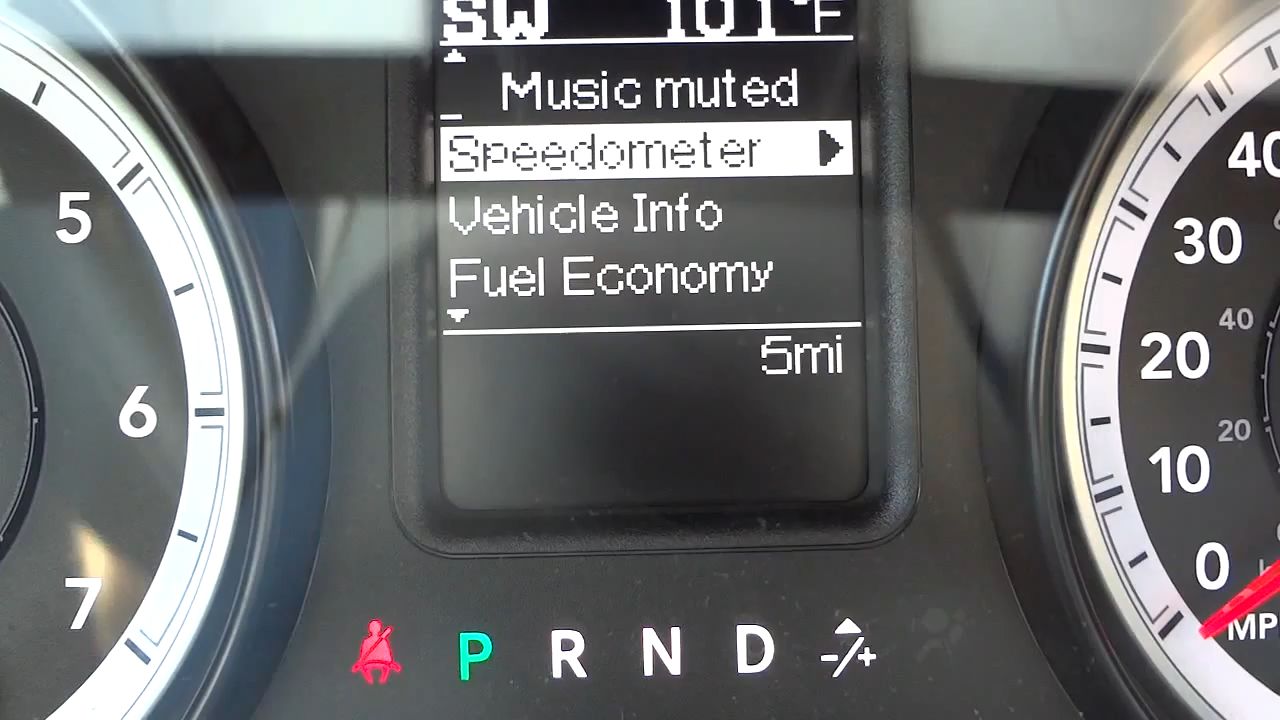 SW 101°F
Music muted
Speedometer
Vehicle Info
Fuel Economy
5mi
5
6
7
40
30
20
10
0
40
20
MP
P R N D -/+